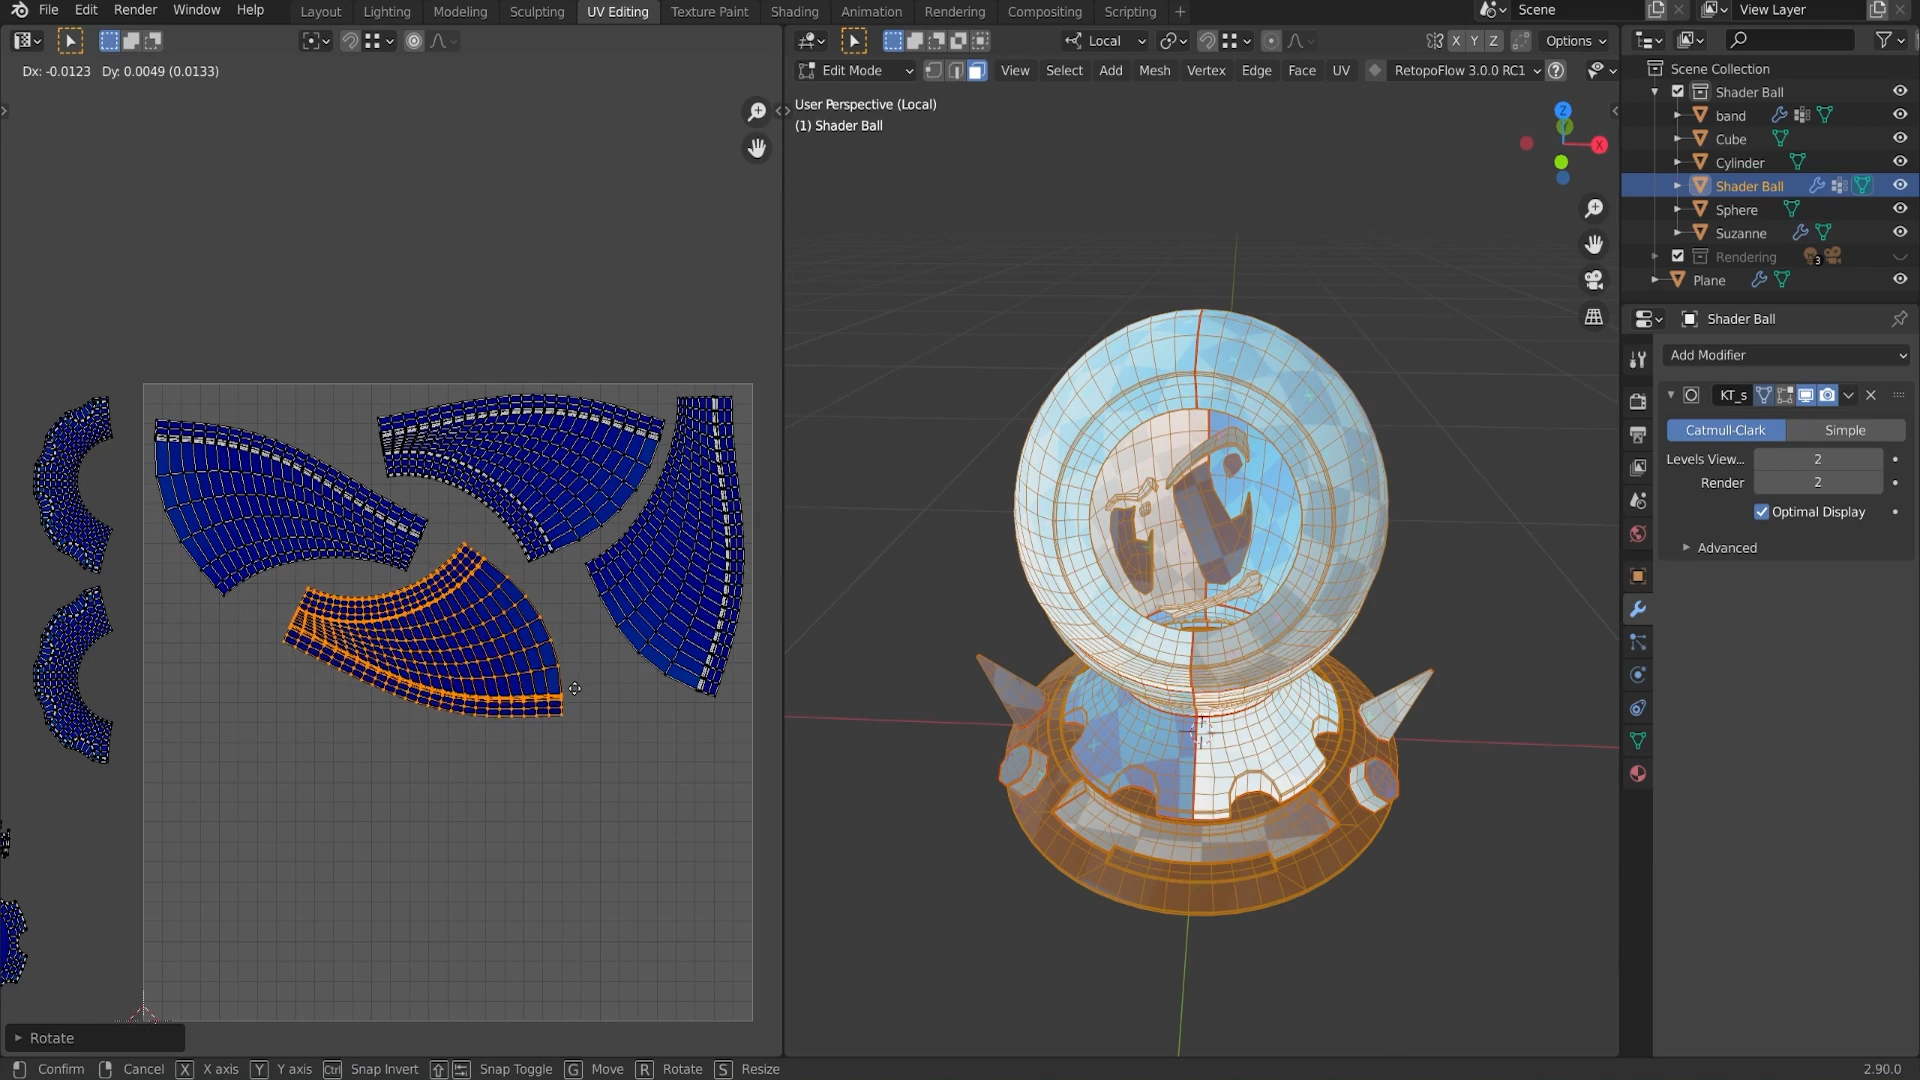 File Edit Render Window Help Layout Lighting Modeling Sculpting UV Editing Texture Paint Shading Animation Rendering Compositing Scripting + Scene View Layer
Local X Y Z Options
Dx: -0.0123 Dy: 0.0049 (0.0133) Edit Mode View Select Add Mesh Vertex Edge Face UV RetopoFlow 3.0.0 RC1 ?
User Perspective (Local)
(1) Shader Ball
Z
X
Scene Collection
Shader Ball
band
Cube
Cylinder
Shader Ball
Sphere
Suzanne
Rendering 3
Plane
Shader Ball
Add Modifier
KT_s
Catmull-Clark Simple
Levels View... 2
Render 2
Optimal Display
Advanced
Rotate
Confirm Cancel X X axis Y Y axis Ctrl Snap Invert Snap Toggle G Move R Rotate S Resize 2.90.0